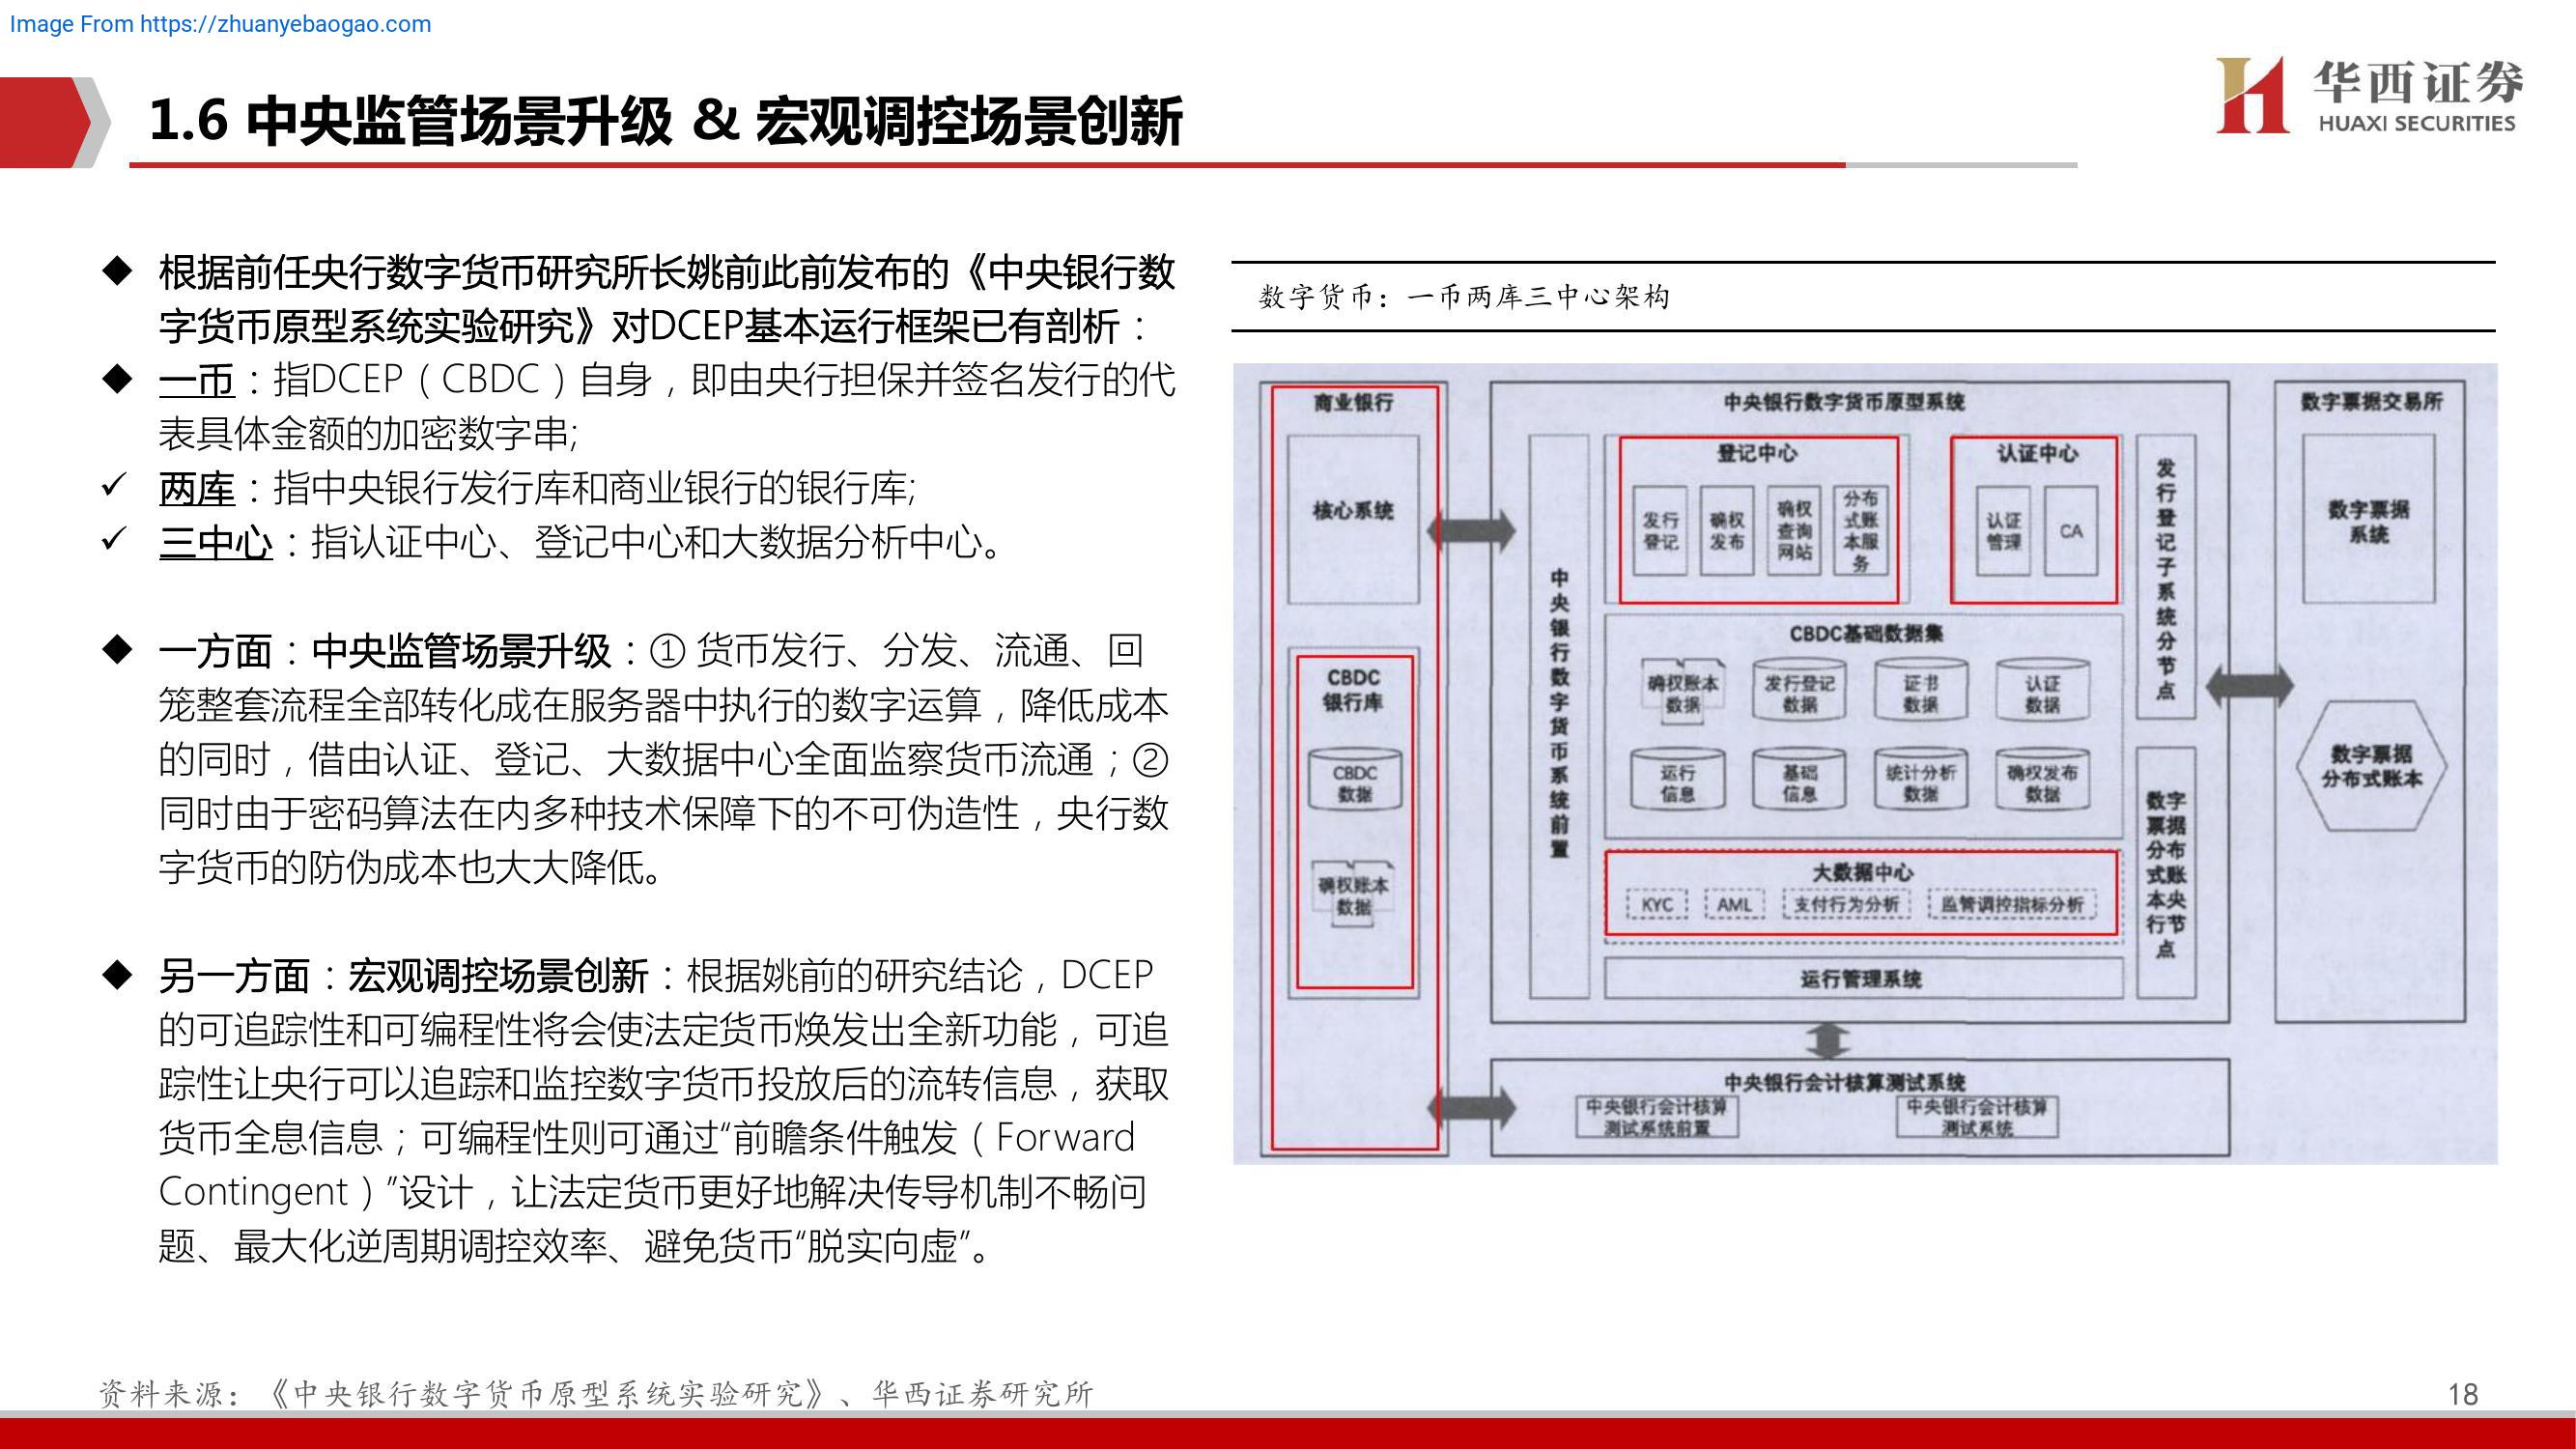 Image From https://zhuanyebaogao.com
1.6 中央监管场景升级 & 宏观调控场景创新
华西证券
HUAXI SECURITIES
◆ 根据前任央行数字货币研究所长姚前此前发布的《中央银行数
字货币原型系统实验研究》对DCEP基本运行框架已有剖析：
◆ 一币：指DCEP（CBDC）自身，即由央行担保并签名发行的代
表具体金额的加密数字串;
✓ 两库：指中央银行发行库和商业银行的银行库;
✓ 三中心：指认证中心、登记中心和大数据分析中心。
◆ 一方面：中央监管场景升级：① 货币发行、分发、流通、回
笼整套流程全部转化成在服务器中执行的数字运算，降低成本
的同时，借由认证、登记、大数据中心全面监察货币流通；②
同时由于密码算法在内多种技术保障下的不可伪造性，央行数
字货币的防伪成本也大大降低。
◆ 另一方面：宏观调控场景创新：根据姚前的研究结论，DCEP
的可追踪性和可编程性将会使法定货币焕发出全新功能，可追
踪性让央行可以追踪和监控数字货币投放后的流转信息，获取
货币全息信息；可编程性则可通过“前瞻条件触发（Forward
Contingent）”设计，让法定货币更好地解决传导机制不畅问
题、最大化逆周期调控效率、避免货币“脱实向虚”。
数字货币：一币两库三中心架构
商业银行
核心系统
CBDC
银行库
CBDC
数据
确权账本
数据
中央银行数字货币原型系统
中央银行数字货币系统前置
登记中心
发行
登记
确权
发布
确权
查询
网站
分布
式账
本服
务
认证中心
认证
管理
CA
CBDC基础数据集
确权账本
数据
发行登记
数据
证书
数据
认证
数据
运行
信息
基础
信息
统计分析
数据
确权发布
数据
大数据中心
KYC
AML
支付行为分析
监管调控指标分析
运行管理系统
发行登记子系统分节点
数字
票据
分布
式账
本央
行节
点
数字票据交易所
数字票据
系统
数字票据
分布式账本
中央银行会计核算测试系统
中央银行会计核算
测试系统前置
中央银行会计核算
测试系统
资料来源：《中央银行数字货币原型系统实验研究》、华西证券研究所
18